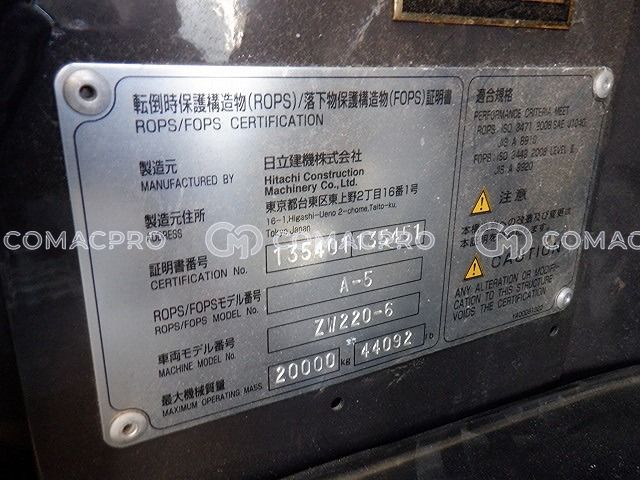 転倒時保護構造物(ROPS)/落下物保護構造物(FOPS)証明書
ROPS/FOPS CERTIFICATION
製造元
MANUFACTURED BY
日立建機株式会社
Hitachi Construction
Machinery Co., Ltd.
製造元住所
ADDRESS
東京都台東区東上野2丁目16番1号
16-1,Higashi-Ueno 2-chome,Taito-ku,
Tokyo Japan
証明書番号
CERTIFICATION No.
135401135451
ROPS/FOPSモデル番号
ROPS/FOPS MODEL No.
A-5
車両モデル番号
MACHINE MODEL No.
ZW220-6
最大機械質量
MAXIMUM OPERATING MASS
20000 kg 44092 lb
適合規格
PERFORMANCE CRITERIA MEET
ROPS: ISO 3471 2008 SAE
JIS A 8910
FOPS: ISO 3449 2008 LEVEL II
JIS A 8920
注意
CAUTION
ANY ALTERATION OR MODIFI-
CATION TO THIS STRUCTURE
VOIDS THE CERTIFICATION.
COMACPRO COMACPRO COMACPRO